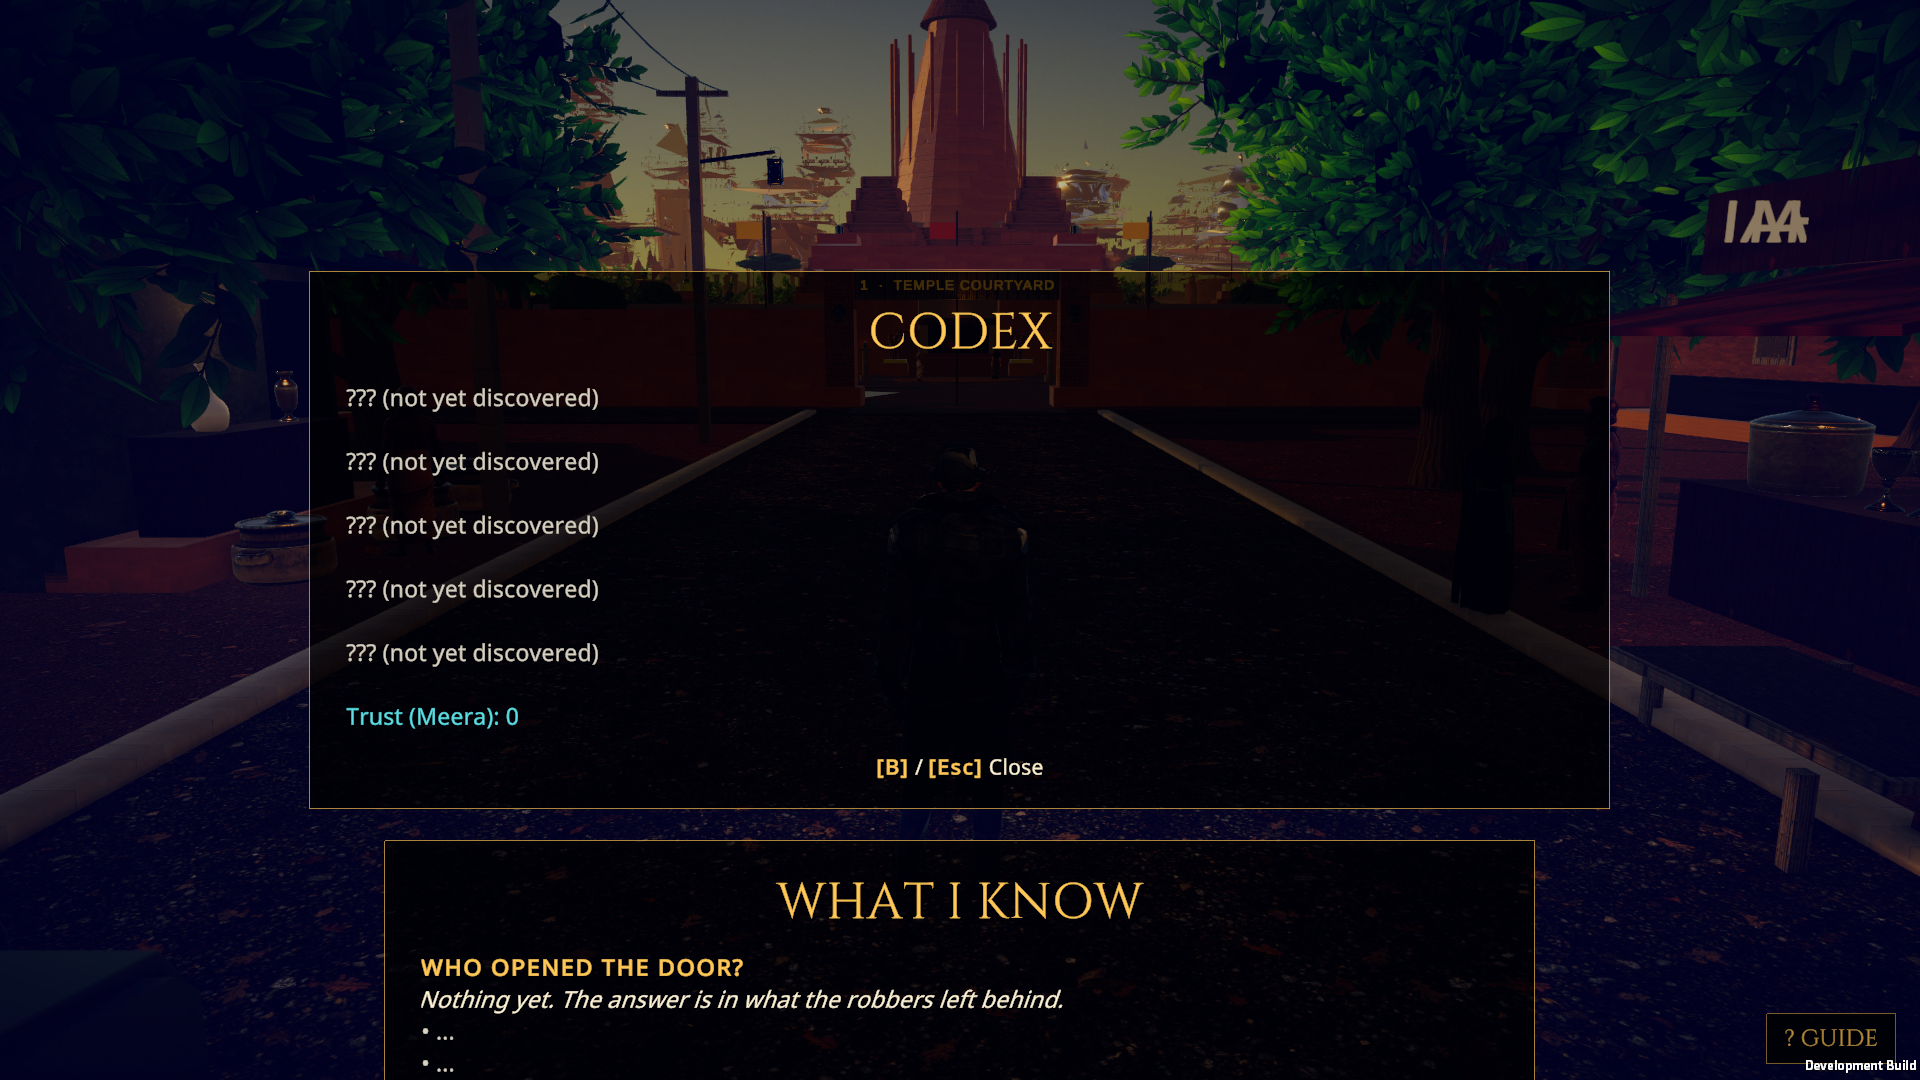 1 · TEMPLE COURTYARD
CODEX
??? (not yet discovered)
??? (not yet discovered)
??? (not yet discovered)
??? (not yet discovered)
??? (not yet discovered)
Trust (Meera): 0
[B] / [Esc] Close
WHAT I KNOW
WHO OPENED THE DOOR?
Nothing yet. The answer is in what the robbers left behind.
• ...
• ...
? GUIDE
Development Build